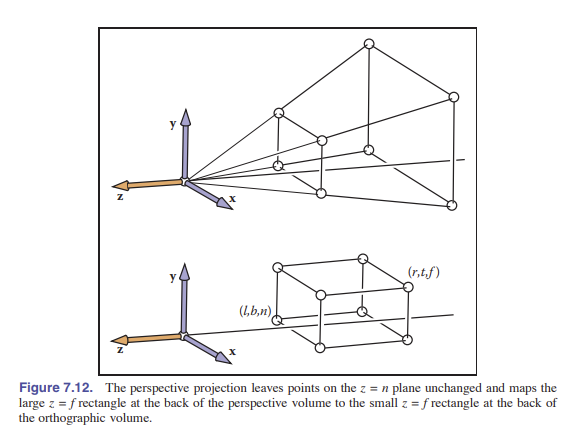 y
z
x
y
(r,t,f)
(l,b,n)
z
x
Figure 7.12. The perspective projection leaves points on the z = n plane unchanged and maps the
large z = f rectangle at the back of the perspective volume to the small z = f rectangle at the back of
the orthographic volume.